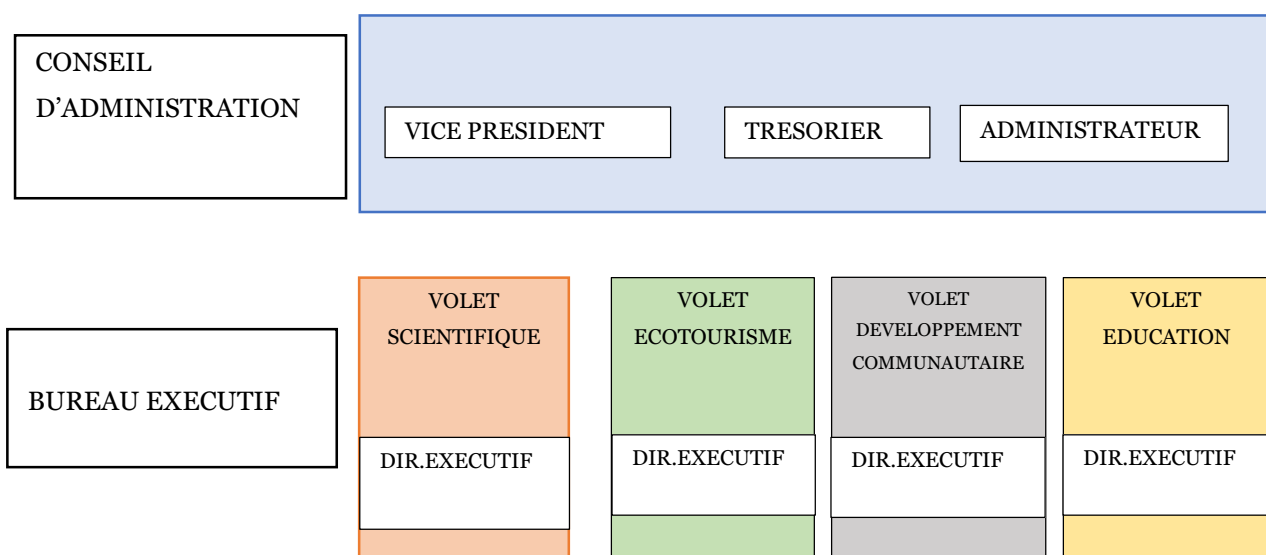 CONSEIL
D’ADMINISTRATION
VICE PRESIDENT
TRESORIER
ADMINISTRATEUR
BUREAU EXECUTIF
VOLET
SCIENTIFIQUE
DIR.EXECUTIF
VOLET
ECOTOURISME
DIR.EXECUTIF
VOLET
DEVELOPPEMENT
COMMUNAUTAIRE
DIR.EXECUTIF
VOLET
EDUCATION
DIR.EXECUTIF